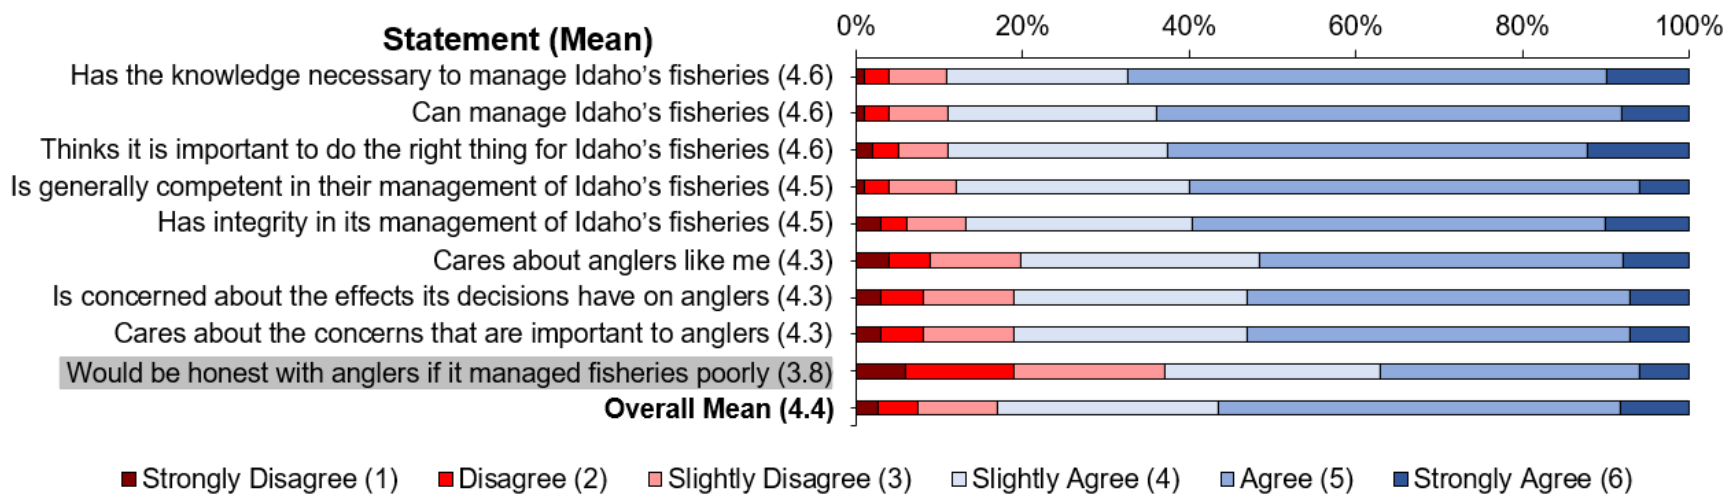 0% 20% 40% 60% 80% 100%
Statement (Mean)
Has the knowledge necessary to manage Idaho’s fisheries (4.6)
Can manage Idaho’s fisheries (4.6)
Thinks it is important to do the right thing for Idaho’s fisheries (4.6)
Is generally competent in their management of Idaho’s fisheries (4.5)
Has integrity in its management of Idaho’s fisheries (4.5)
Cares about anglers like me (4.3)
Is concerned about the effects its decisions have on anglers (4.3)
Cares about the concerns that are important to anglers (4.3)
Would be honest with anglers if it managed fisheries poorly (3.8)
Overall Mean (4.4)
Strongly Disagree (1) Disagree (2) Slightly Disagree (3) Slightly Agree (4) Agree (5) Strongly Agree (6)